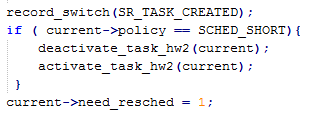 record_switch(SR_TASK_CREATED);
if ( current->policy == SCHED_SHORT){
deactivate_task_hw2(current);
activate_task_hw2(current);
}
current->need_resched = 1;